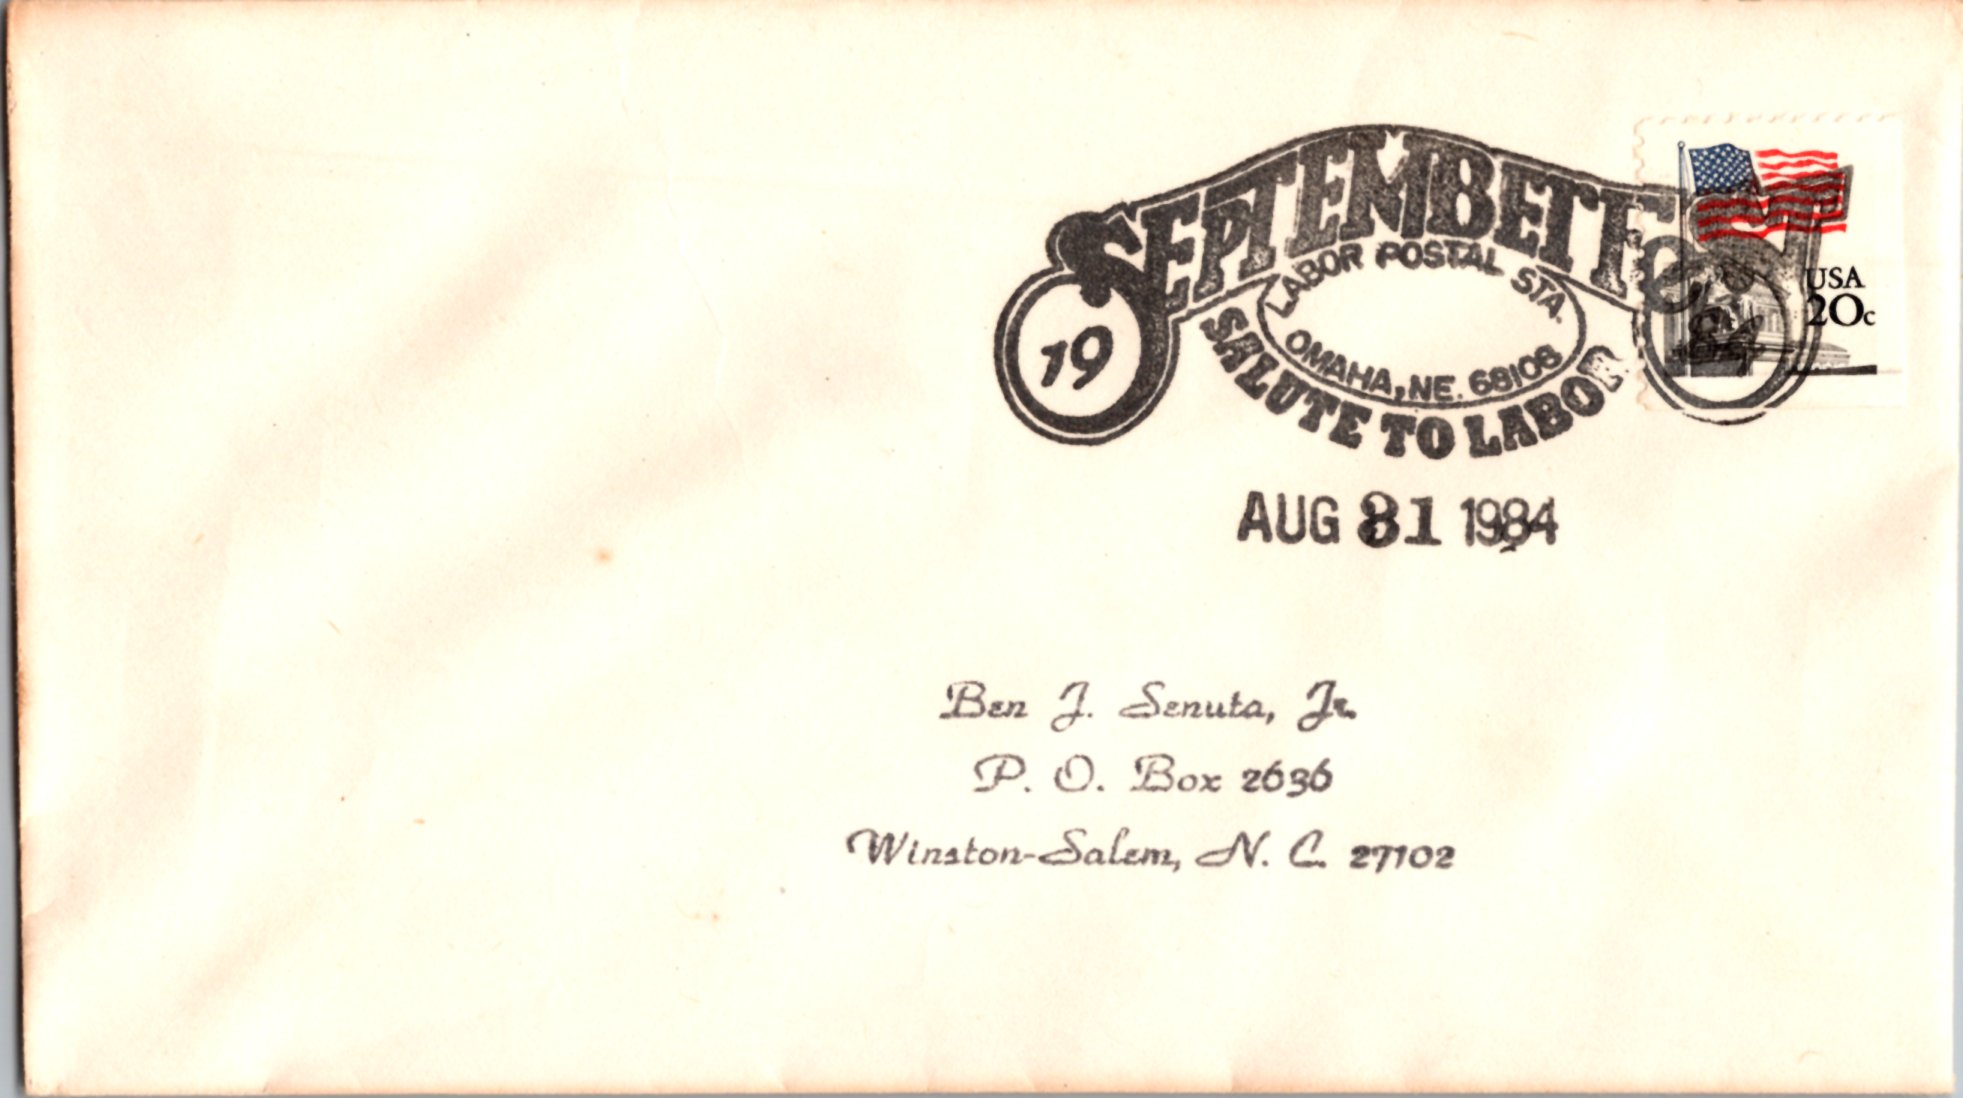 SEPTEMBERFEST
19 84
LABOR POSTAL STA.
OMAHA, NE. 68108
SALUTE TO LABOR
AUG 31 1984
USA
20c
Ben J. Senuta, Jr.
P. O. Box 2636
Winston-Salem, N. C. 27102